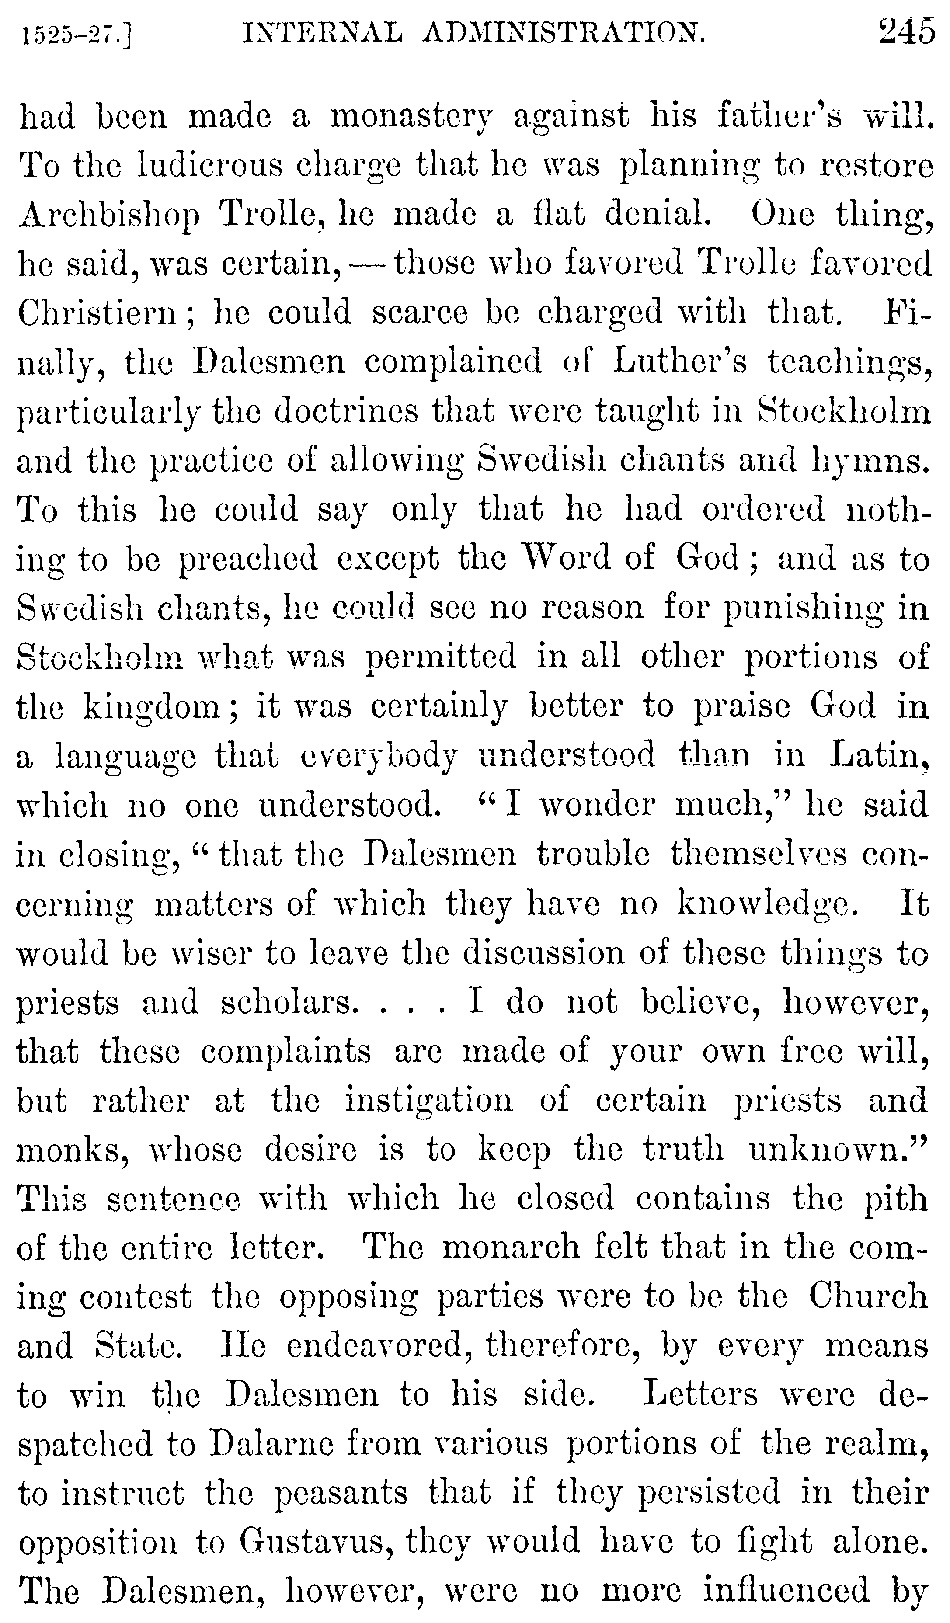 1525-27.] INTERNAL ADMINISTRATION. 245
had been made a monastery against his father's will.
To the ludicrous charge that he was planning to restore
Archbishop Trolle, he made a flat denial. One thing,
he said, was certain,—those who favored Trolle favored
Christiern; he could scarce be charged with that. Fi-
nally, the Dalesmen complained of Luther's teachings,
particularly the doctrines that were taught in Stockholm
and the practice of allowing Swedish chants and hymns.
To this he could say only that he had ordered noth-
ing to be preached except the Word of God; and as to
Swedish chants, he could see no reason for punishing in
Stockholm what was permitted in all other portions of
the kingdom; it was certainly better to praise God in
a language that everybody understood than in Latin,
which no one understood. "I wonder much," he said
in closing, "that the Dalesmen trouble themselves con-
cerning matters of which they have no knowledge. It
would be wiser to leave the discussion of these things to
priests and scholars. . . . I do not believe, however,
that these complaints are made of your own free will,
but rather at the instigation of certain priests and
monks, whose desire is to keep the truth unknown."
This sentence with which he closed contains the pith
of the entire letter. The monarch felt that in the com-
ing contest the opposing parties were to be the Church
and State. He endeavored, therefore, by every means
to win the Dalesmen to his side. Letters were de-
spatched to Dalarne from various portions of the realm,
to instruct the peasants that if they persisted in their
opposition to Gustavus, they would have to fight alone.
The Dalesmen, however, were no more influenced by